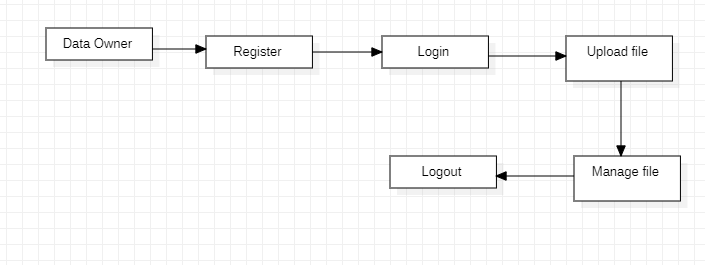 Data Owner
Register
Login
Upload file
Manage file
Logout